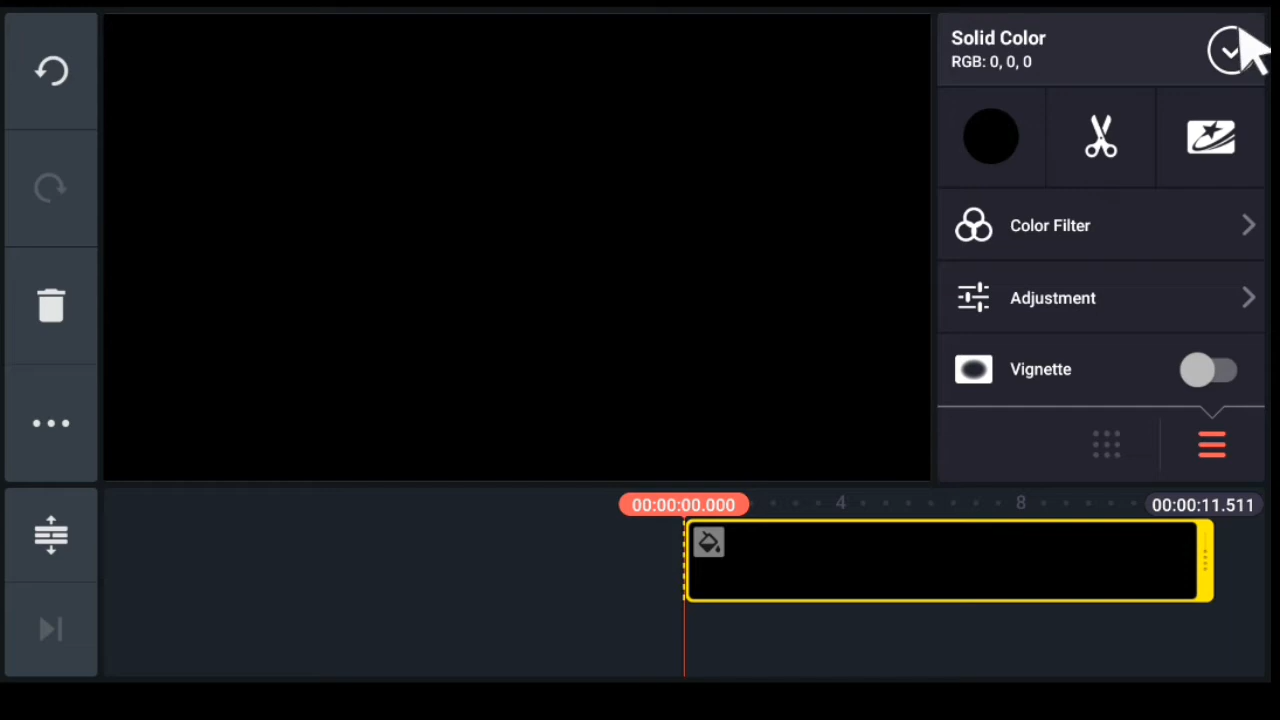 Solid Color
RGB: 0, 0, 0
Color Filter
Adjustment
Vignette
00:00:00.000
4
8
00:00:11.511